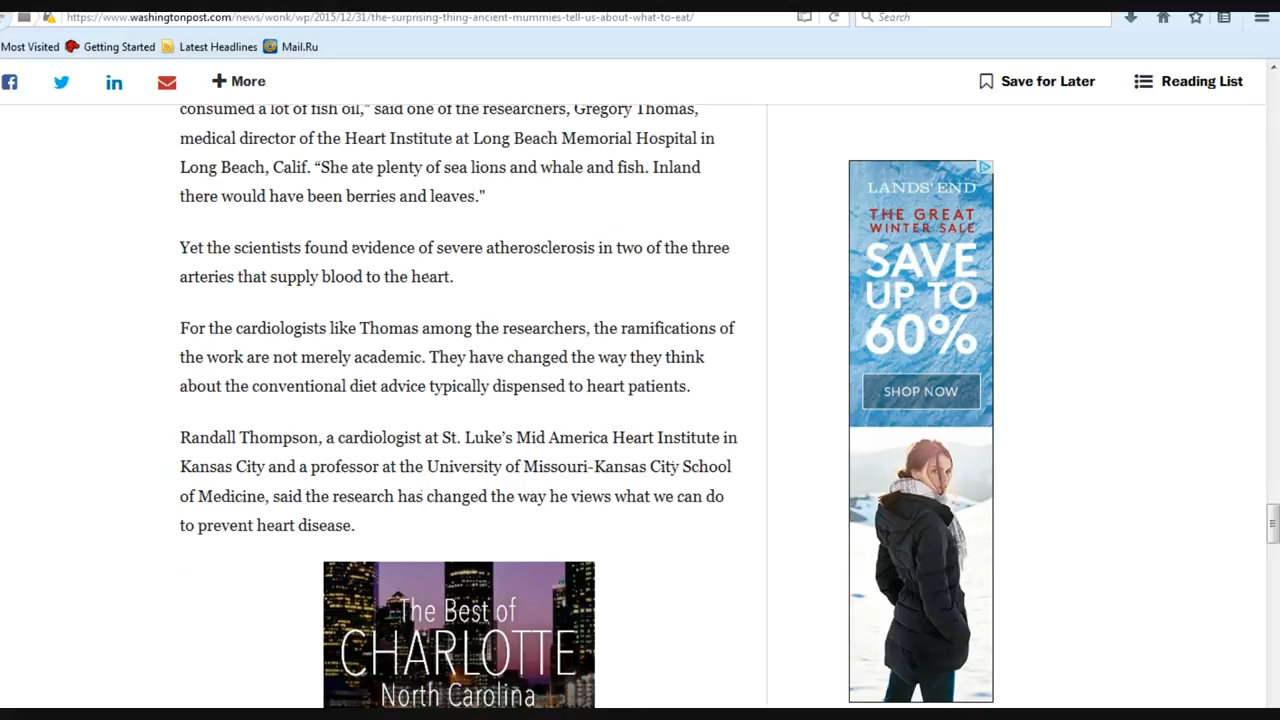 https://www.washingtonpost.com/news/wonk/wp/2015/12/31/the-surprising-thing-ancient-mummies-tell-us-about-what-to-eat/
Search
Most Visited
Getting Started
Latest Headlines
Mail.Ru
More
Save for Later
Reading List
consumed a lot of fish oil,” said one of the researchers, Gregory Thomas,
medical director of the Heart Institute at Long Beach Memorial Hospital in
Long Beach, Calif. “She ate plenty of sea lions and whale and fish. Inland
there would have been berries and leaves."
Yet the scientists found evidence of severe atherosclerosis in two of the three
arteries that supply blood to the heart.
For the cardiologists like Thomas among the researchers, the ramifications of
the work are not merely academic. They have changed the way they think
about the conventional diet advice typically dispensed to heart patients.
Randall Thompson, a cardiologist at St. Luke’s Mid America Heart Institute in
Kansas City and a professor at the University of Missouri-Kansas City School
of Medicine, said the research has changed the way he views what we can do
to prevent heart disease.
The Best of
CHARLOTTE
North Carolina
LANDS' END
THE GREAT
WINTER SALE
SAVE
UP TO
60%
SHOP NOW